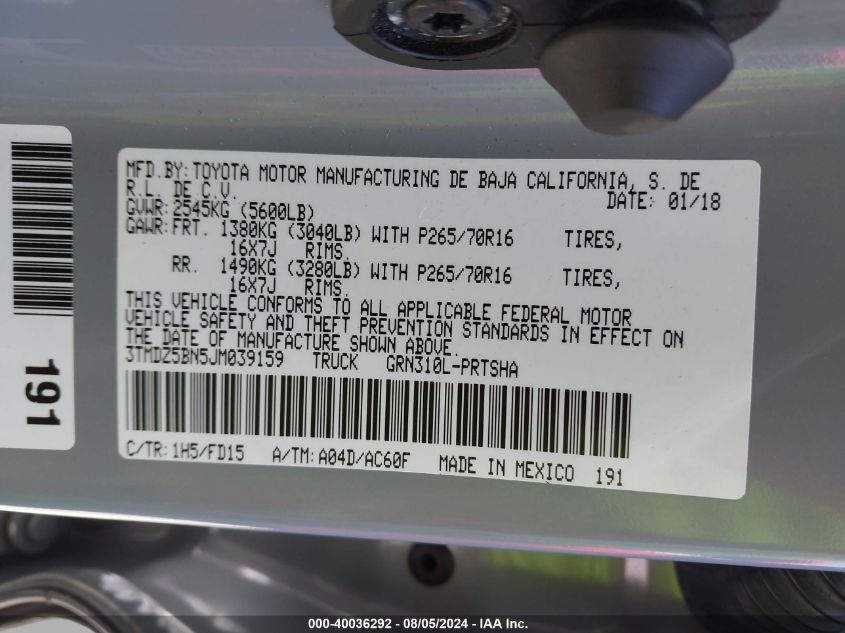 MFD.BY: TOYOTA MOTOR MANUFACTURING DE BAJA CALIFORNIA, S. DE
R.L. DE C.V. DATE: 01/18
GVWR: 2545KG (5600LB)
GAWR: FRT. 1380KG (3040LB) WITH P265/70R16 TIRES,
16X7J RIMS.
RR. 1490KG (3280LB) WITH P265/70R16 TIRES,
16X7J RIMS.
THIS VEHICLE CONFORMS TO ALL APPLICABLE FEDERAL MOTOR
VEHICLE SAFETY AND THEFT PREVENTION STANDARDS IN EFFECT ON
THE DATE OF MANUFACTURE SHOWN ABOVE.
3TMDZ5BN5JM039159 TRUCK GRN310L-PRTSHA
C/TR: 1H5/FD15 A/TM: A04D/AC60F MADE IN MEXICO 191
191
000-40036292 - 08/05/2024 - IAA Holdings, Inc.